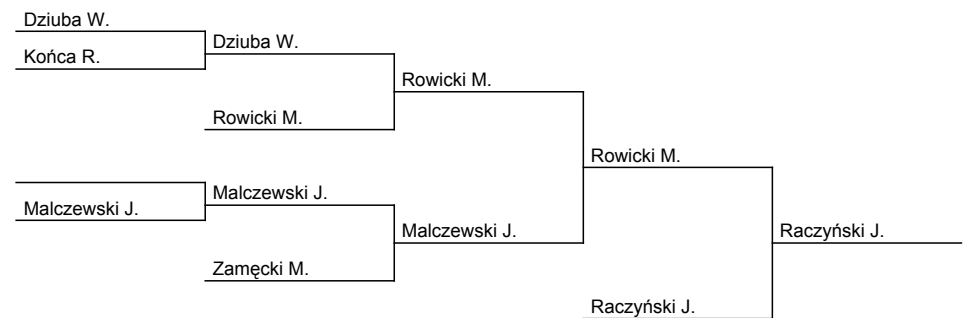 Dziuba W.
Dziuba W.
Końca R.
Rowicki M.
Rowicki M.
Rowicki M.
Malczewski J.
Malczewski J.
Malczewski J.
Raczyński J.
Zamęcki M.
Raczyński J.